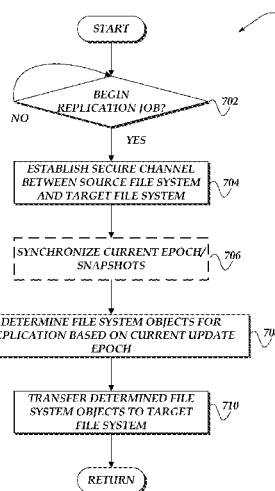 START
BEGIN
REPLICATION JOB?
702
NO
YES
ESTABLISH SECURE CHANNEL
BETWEEN SOURCE FILE SYSTEM
AND TARGET FILE SYSTEM
704
SYNCHRONIZE CURRENT EPOCH/
SNAPSHOTS
706
DETERMINE FILE SYSTEM OBJECTS FOR
BASED ON CURRENT UPDATE
EPOCH
TRANSFER DETERMINED FILE
SYSTEM OBJECTS TO TARGET
FILE SYSTEM
710
RETURN